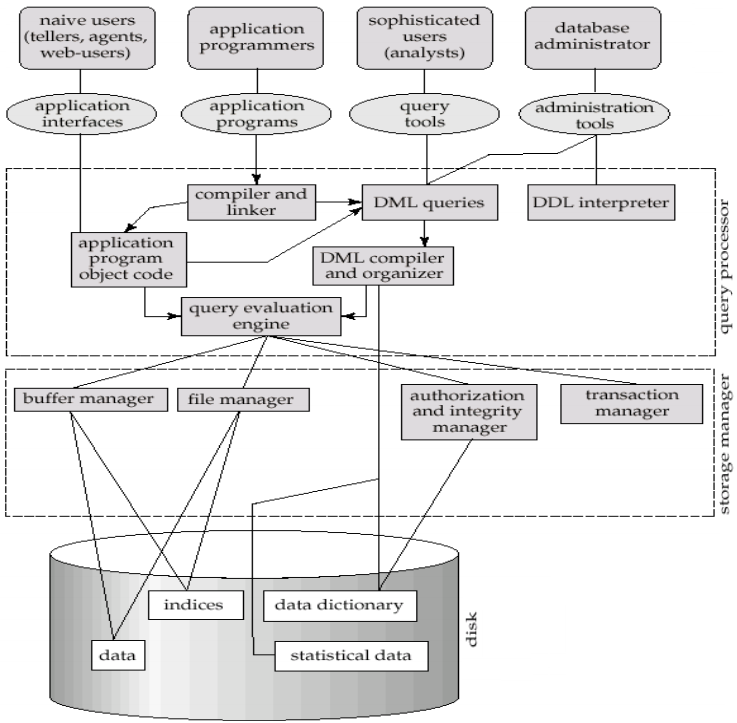 naive users
(tellers, agents,
web-users)
application
programmers
sophisticated
users
(analysts)
database
administrator
application
interfaces
application
programs
query
tools
administration
tools
compiler and
linker
DML queries
DDL interpreter
application
program
object code
DML compiler
and organizer
query evaluation
engine
query processor
buffer manager
file manager
authorization
and integrity
manager
transaction
manager
storage manager
indices
data dictionary
data
statistical data
disk